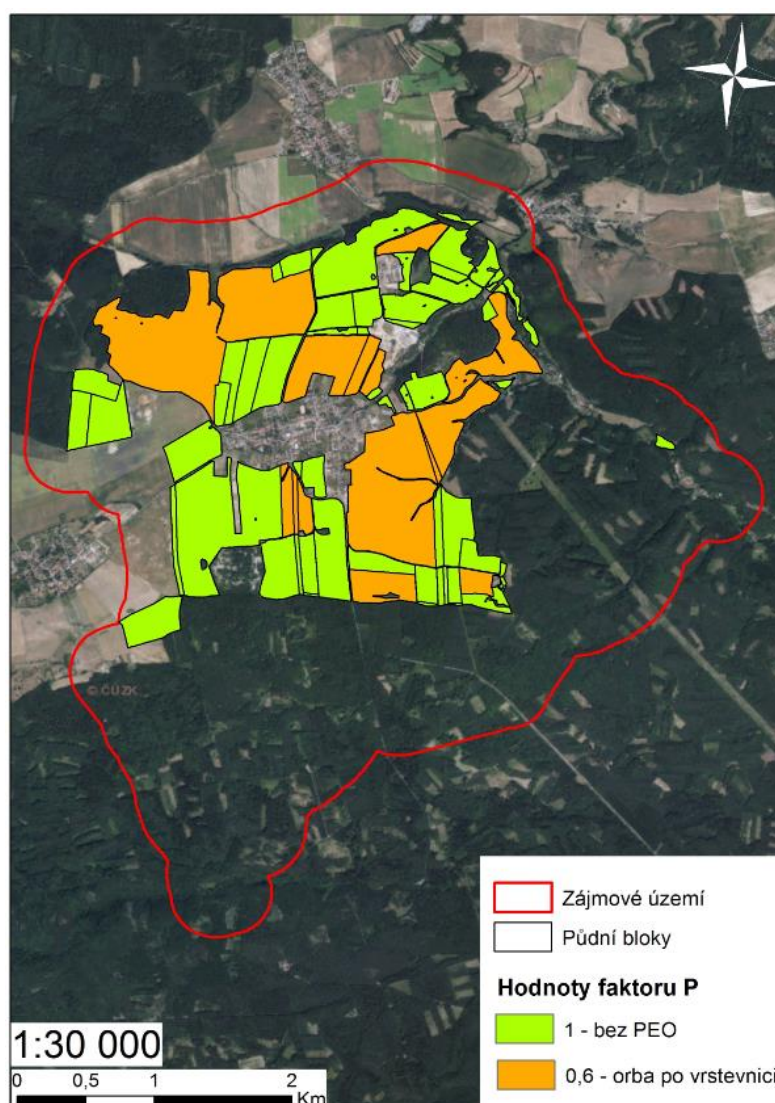 © ČÚZK
Zájmové území
Půdní bloky
Hodnoty faktoru P
1 - bez PEO
0,6 - orba po vrstevnici
1:30 000
0 0,5 1 2
Km